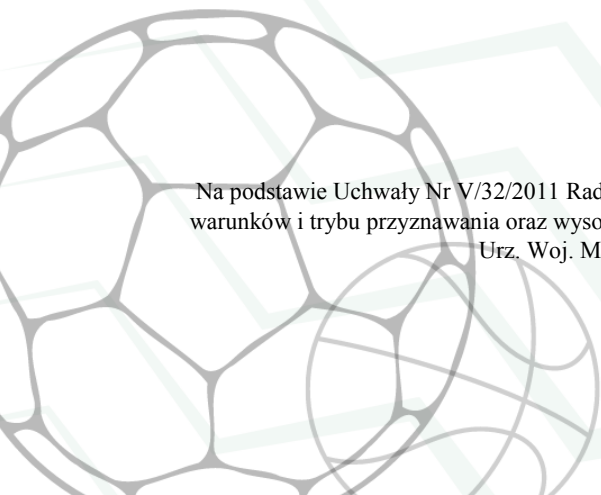 Na podstawie Uchwały Nr V/32/2011 Rad
warunków i trybu przyznawania oraz wyso
Urz. Woj. M